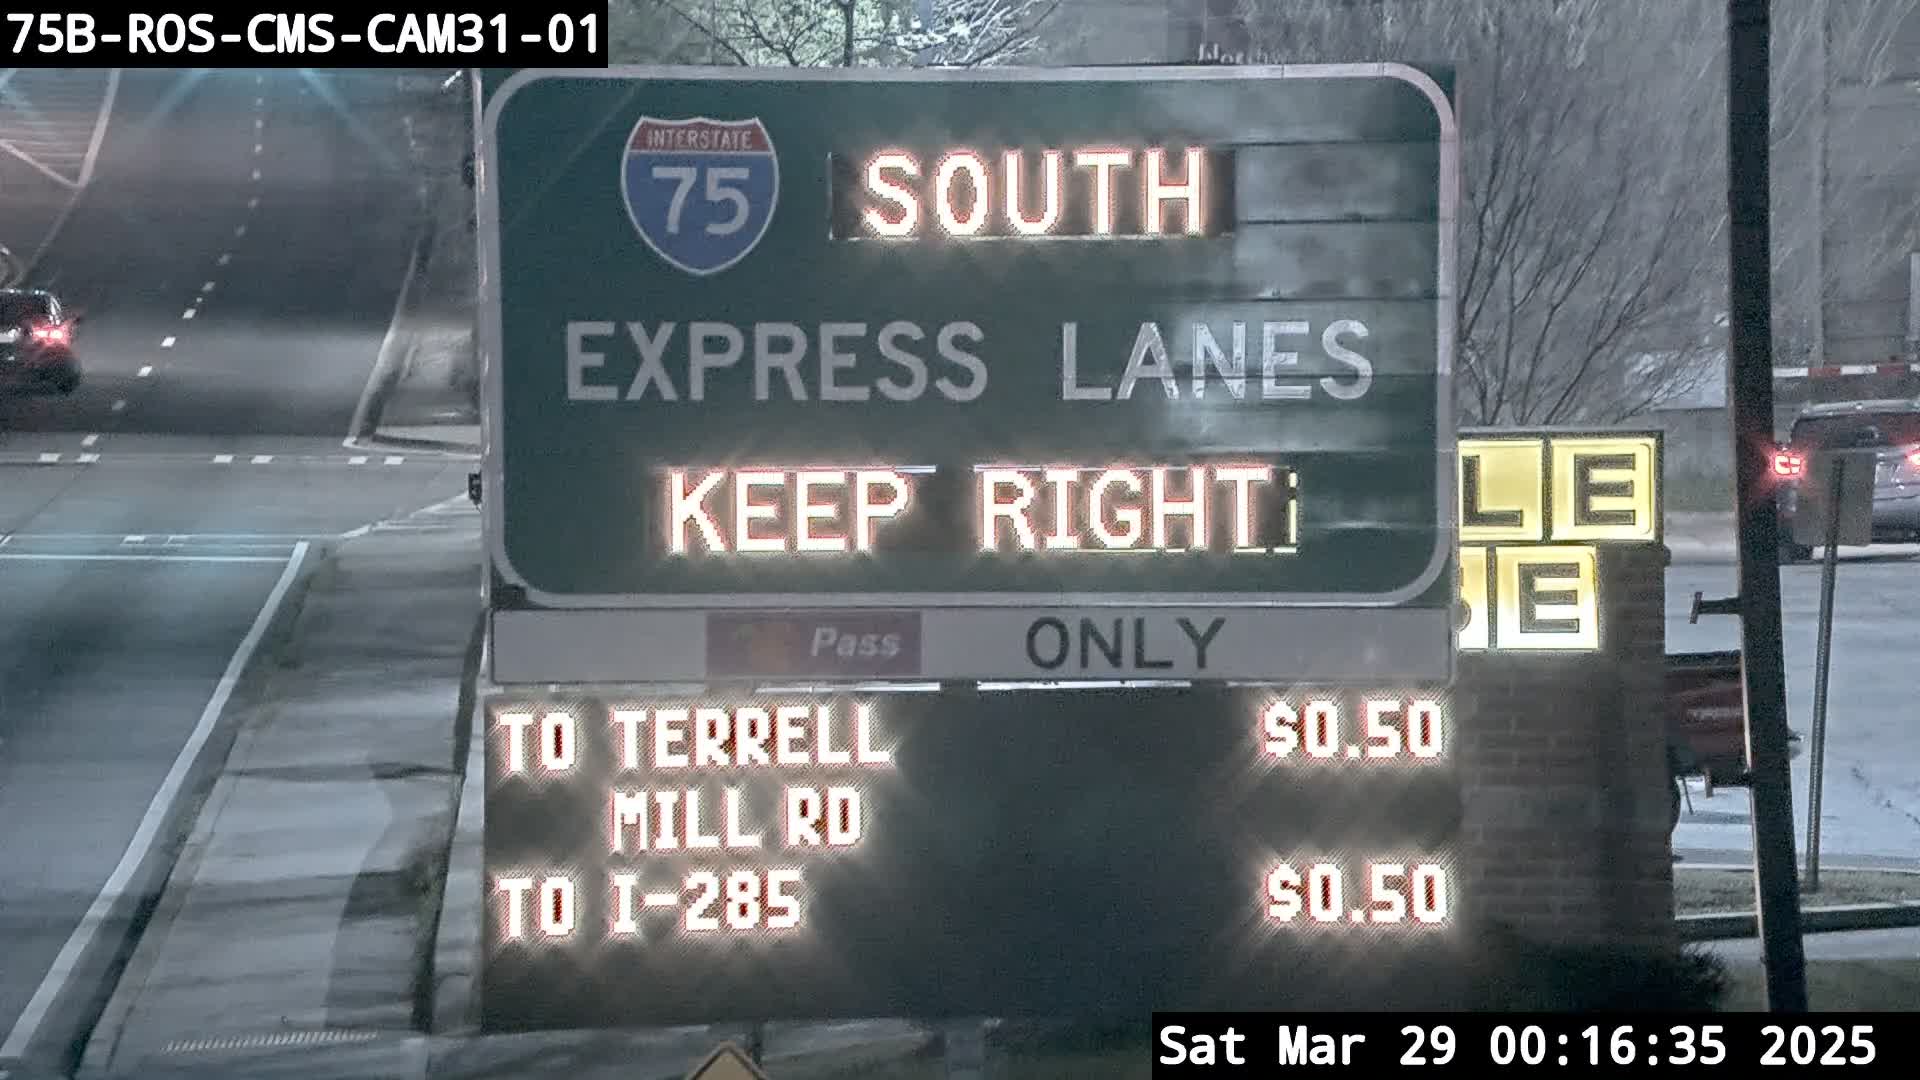 75B-ROS-CMS-CAM31-01
INTERSTATE
75
SOUTH
EXPRESS LANES
KEEP RIGHT
Pass ONLY
TO TERRELL $0.50
MILL RD
TO I-285 $0.50
LE
E
Sat Mar 29 00:16:35 2025